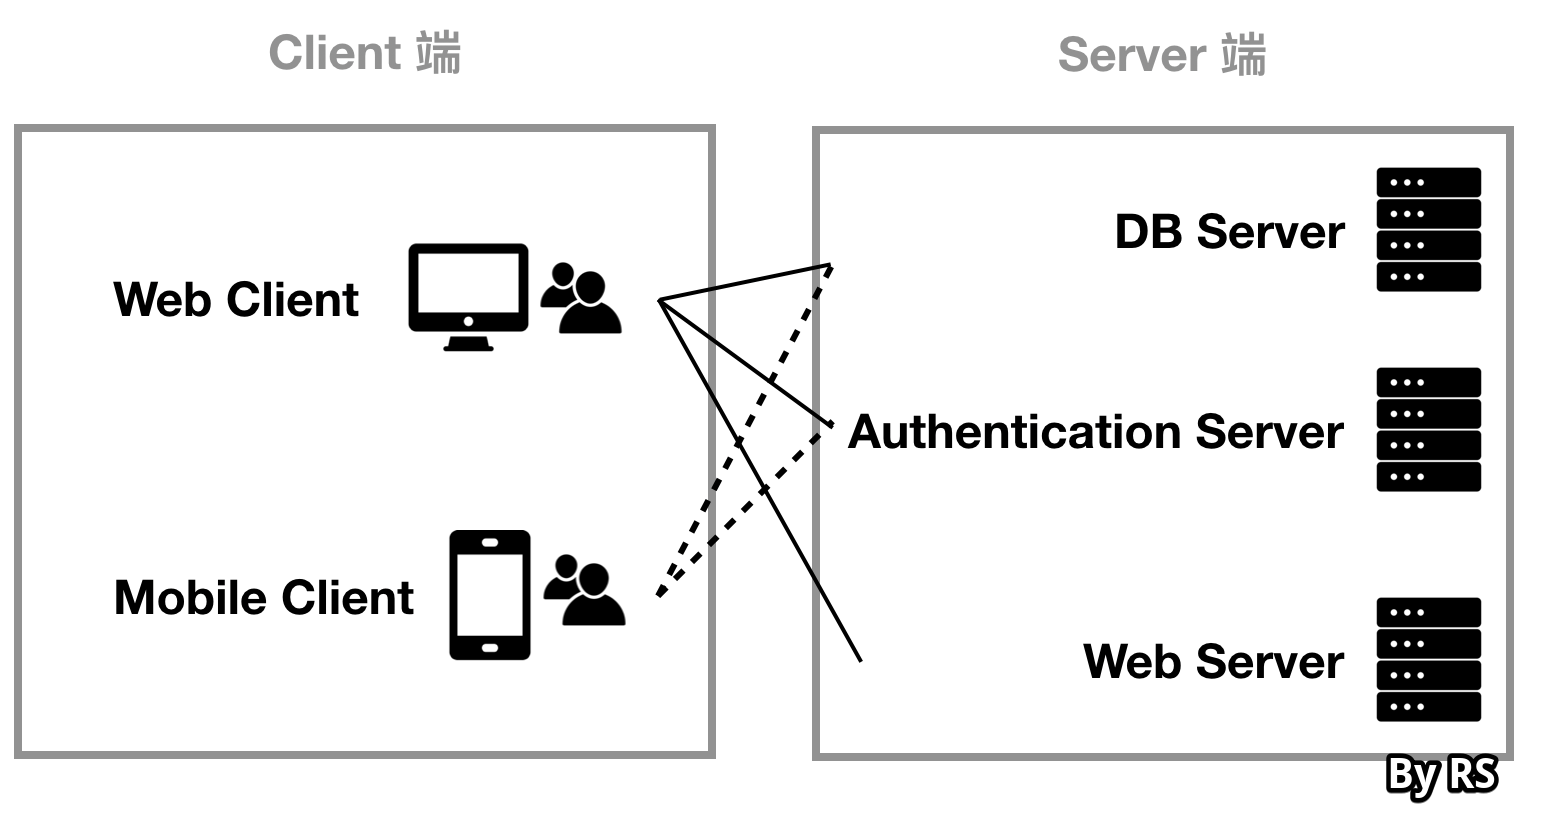 Client 端
Server 端
Web Client
Mobile Client
DB Server
Authentication Server
Web Server
By RS